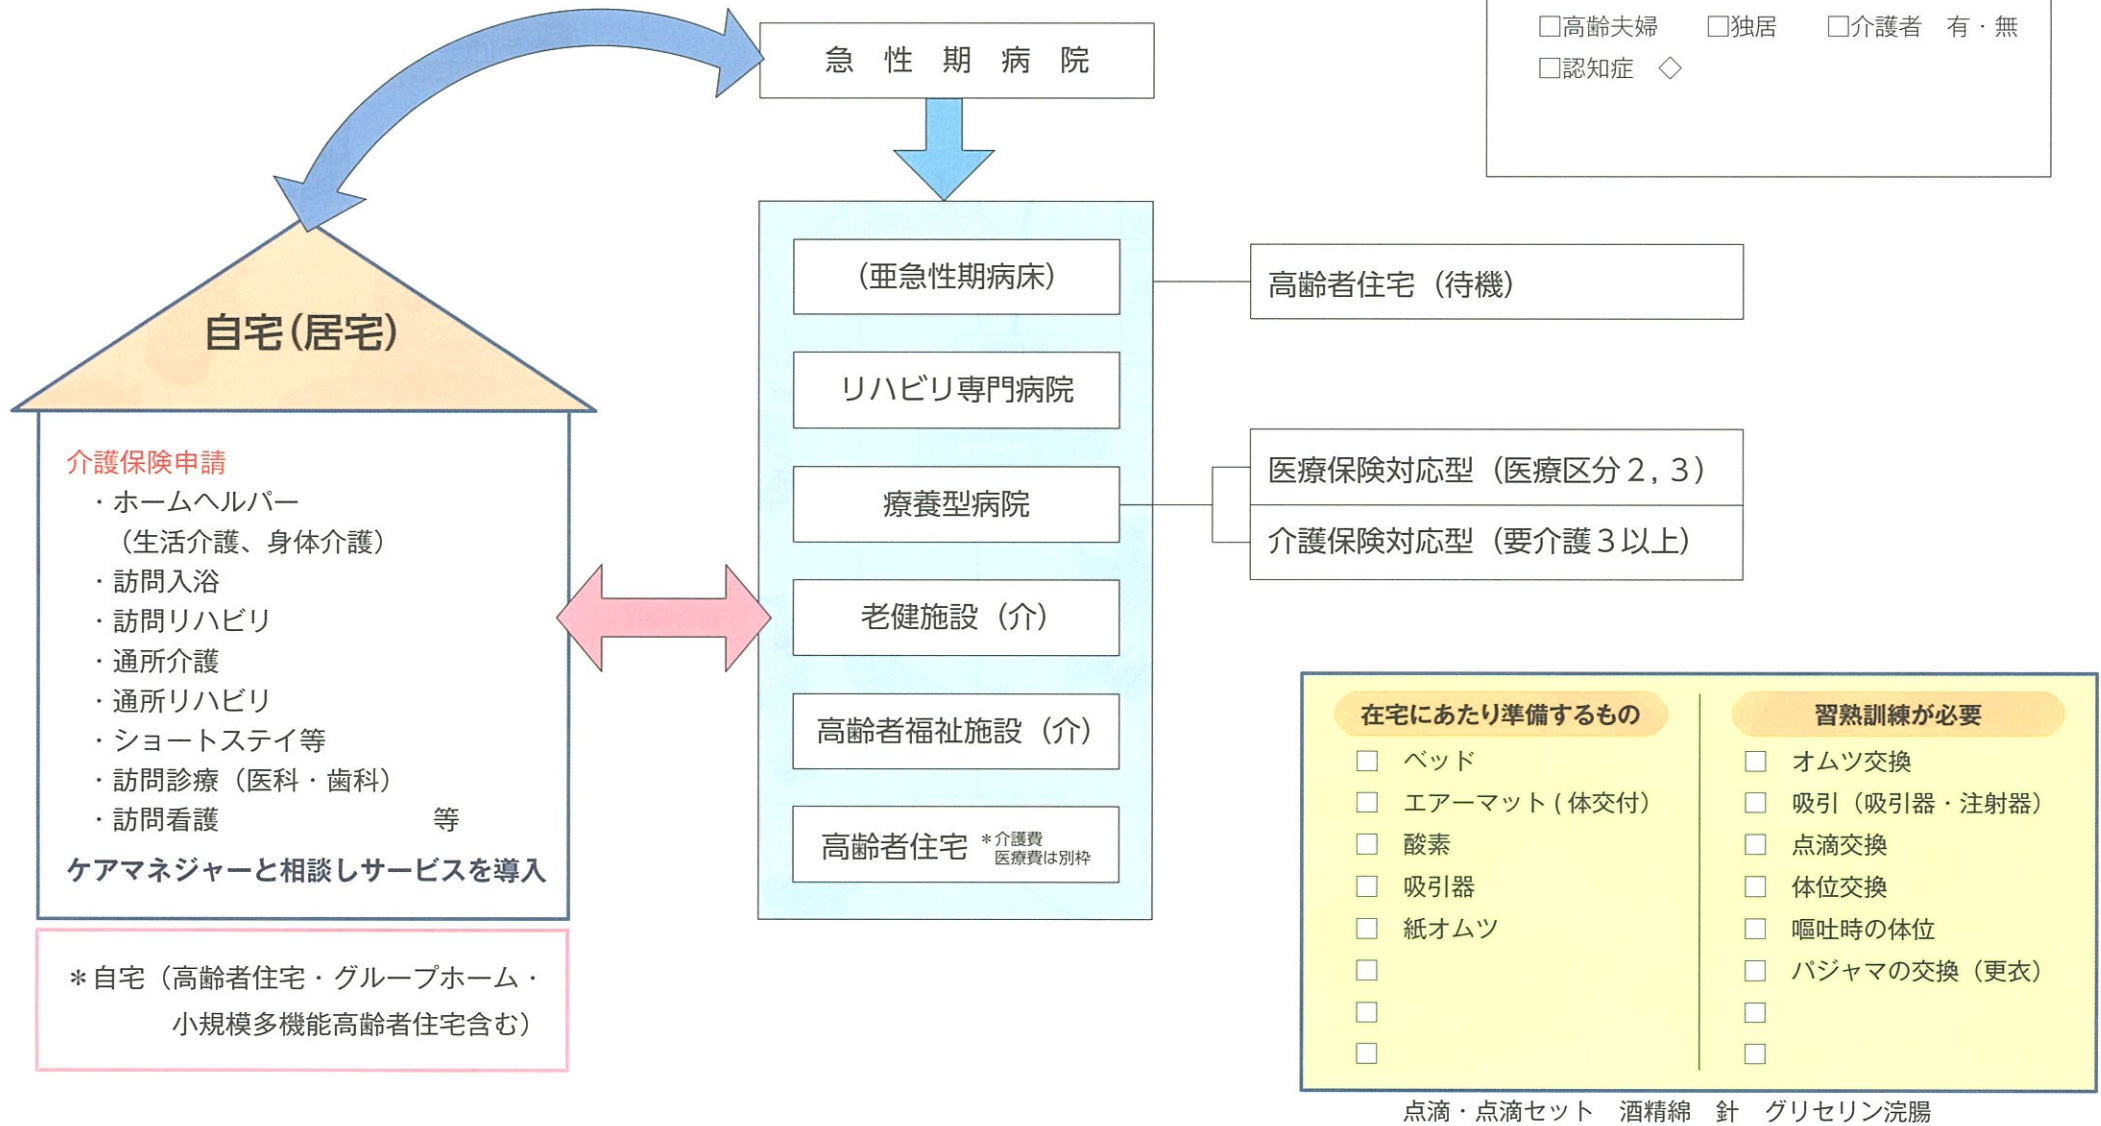 急性期病院
□高齢夫婦　□独居　□介護者　有・無
□認知症　◇
(亜急性期病床)
高齢者住宅（待機）
リハビリ専門病院
療養型病院
医療保険対応型（医療区分２，３）
介護保険対応型（要介護３以上）
老健施設（介）
高齢者福祉施設（介）
高齢者住宅　＊介護費
医療費は別枠
自宅(居宅)
介護保険申請
・ホームヘルパー
（生活介護、身体介護）
・訪問入浴
・訪問リハビリ
・通所介護
・通所リハビリ
・ショートステイ等
・訪問診療（医科・歯科）
・訪問看護　等
ケアマネジャーと相談しサービスを導入
＊自宅（高齢者住宅・グループホーム・
小規模多機能高齢者住宅含む）
在宅にあたり準備するもの
□　ベッド
□　エアーマット(体交付）
□　酸素
□　吸引器
□　紙オムツ
□
□
□
習熟訓練が必要
□　オムツ交換
□　吸引（吸引器・注射器）
□　点滴交換
□　体位交換
□　嘔吐時の体位
□　パジャマの交換（更衣）
□
□
点滴・点滴セット　酒精綿　針　グリセリン浣腸